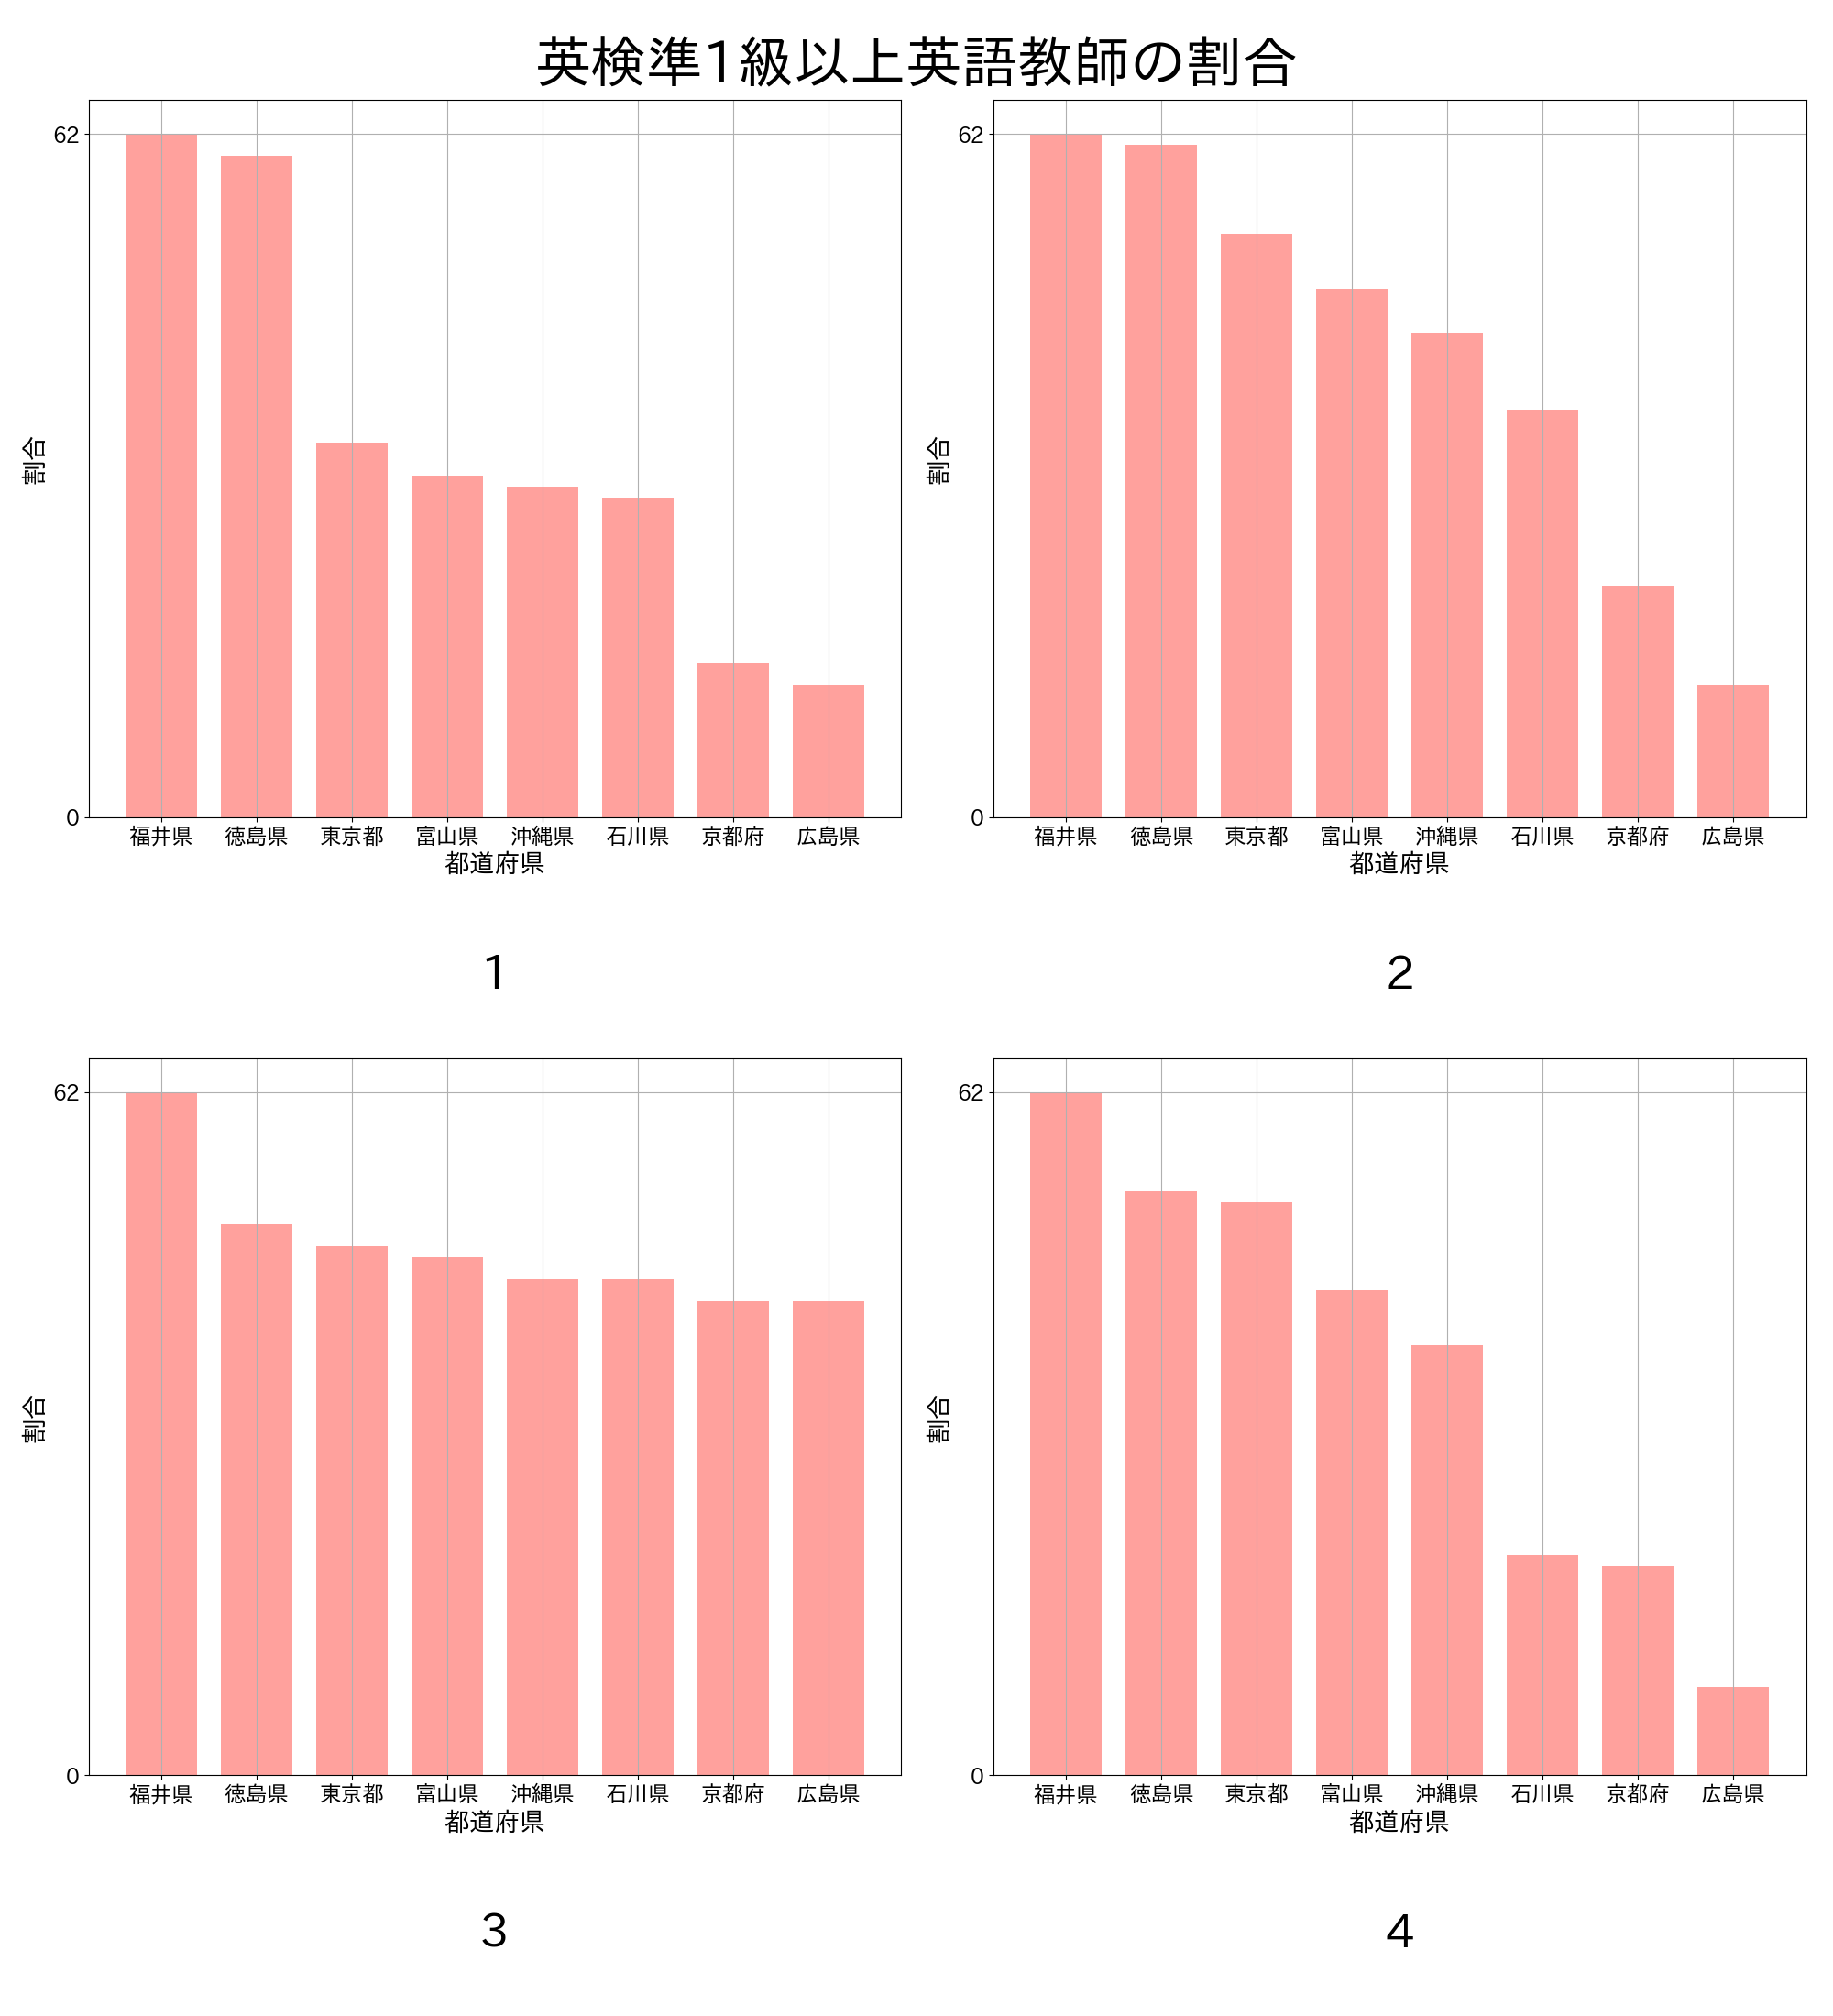 英検準1級以上英語教師の割合
62
0
割合
福井県 徳島県 東京都 富山県 沖縄県 石川県 京都府 広島県
都道府県
1
62
0
割合
福井県 徳島県 東京都 富山県 沖縄県 石川県 京都府 広島県
都道府県
2
62
0
割合
福井県 徳島県 東京都 富山県 沖縄県 石川県 京都府 広島県
都道府県
3
62
0
割合
福井県 徳島県 東京都 富山県 沖縄県 石川県 京都府 広島県
都道府県
4